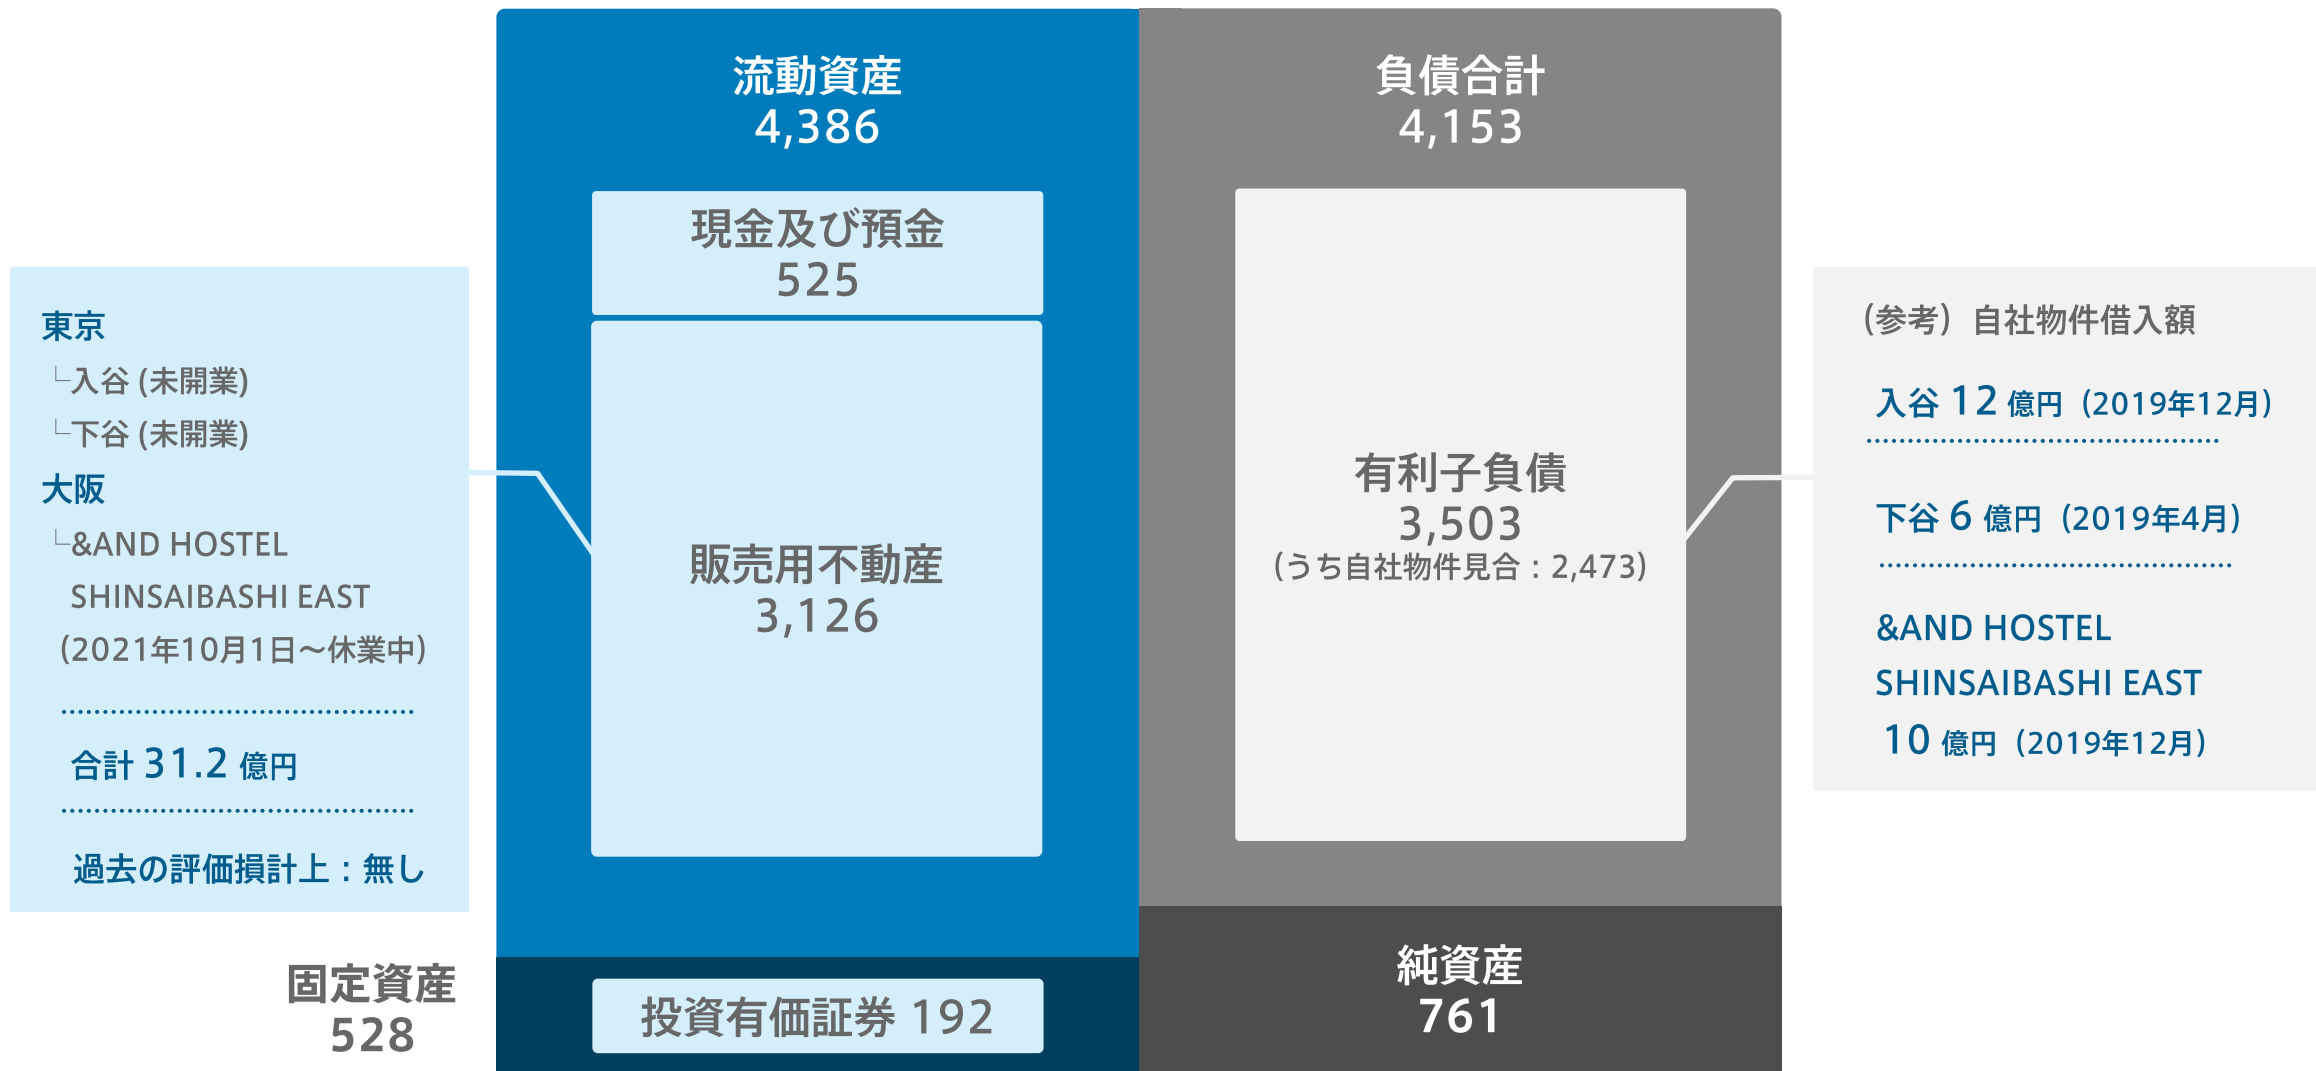 流動資産
4,386
現金及び預金
525
販売用不動産
3,126
東京
└入谷 (未開業)
└下谷 (未開業)
大阪
└&AND HOSTEL
SHINSAIBASHI EAST
（2021年10月1日～休業中）
合計 31.2 億円
過去の評価損計上：無し
固定資産
528
投資有価証券 192
負債合計
4,153
有利子負債
3,503
（うち自社物件見合：2,473）
純資産
761
（参考）自社物件借入額
入谷 12 億円（2019年12月）
下谷 6 億円（2019年4月）
&AND HOSTEL
SHINSAIBASHI EAST
10 億円（2019年12月）